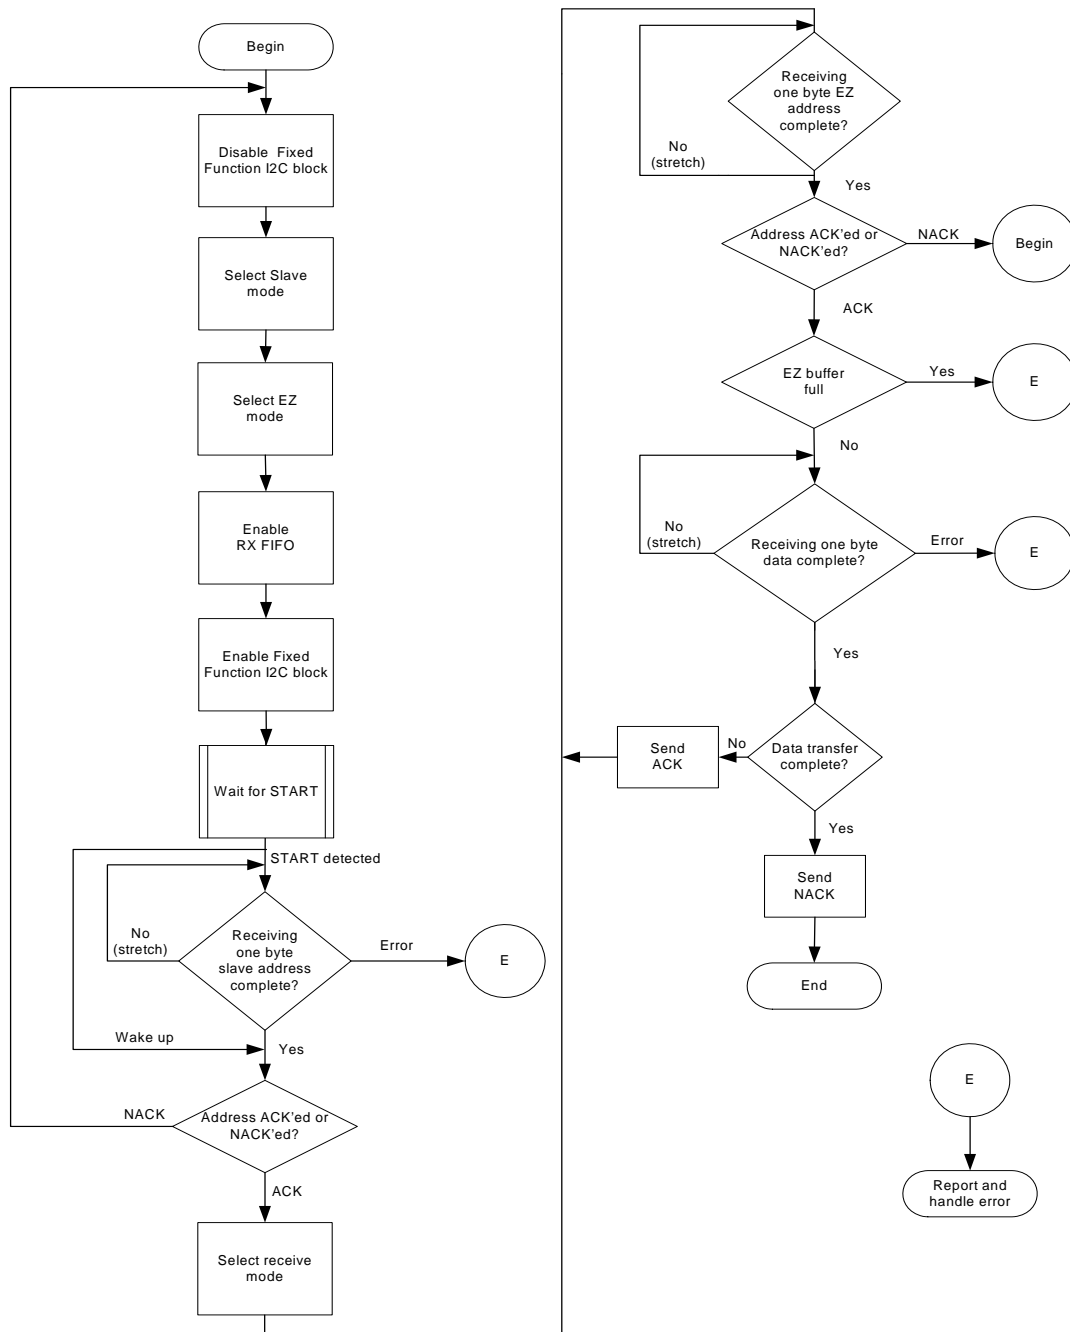 Begin
Disable Fixed
Function I2C block
Select Slave
mode
Select EZ
mode
Enable
RX FIFO
Enable Fixed
Function I2C block
Wait for START
START detected
No
(stretch)
Receiving
one byte
slave address
complete?
Error
E
Wake up
Yes
NACK
Address ACK'ed or
NACK'ed?
ACK
Select receive
mode
Receiving
one byte EZ
address
complete?
No
(stretch)
Yes
Address ACK'ed or
NACK'ed?
NACK
Begin
ACK
EZ buffer
full
Yes
E
No
No
(stretch)
Receiving one byte
data complete?
Error
E
Yes
Send
ACK
No
Data transfer
complete?
Yes
Send
NACK
End
E
Report and
handle error